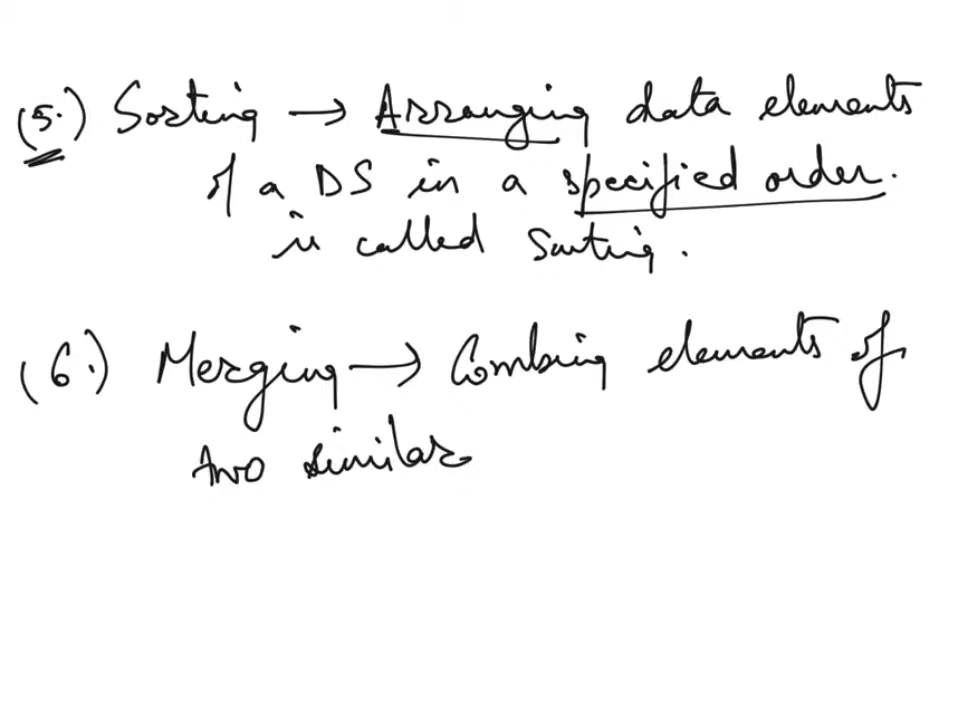 (5.) Sorting → Arranging data elements
of a DS in a specified order.
is called Sorting.
(6.) Merging → Combing elements of
two similar